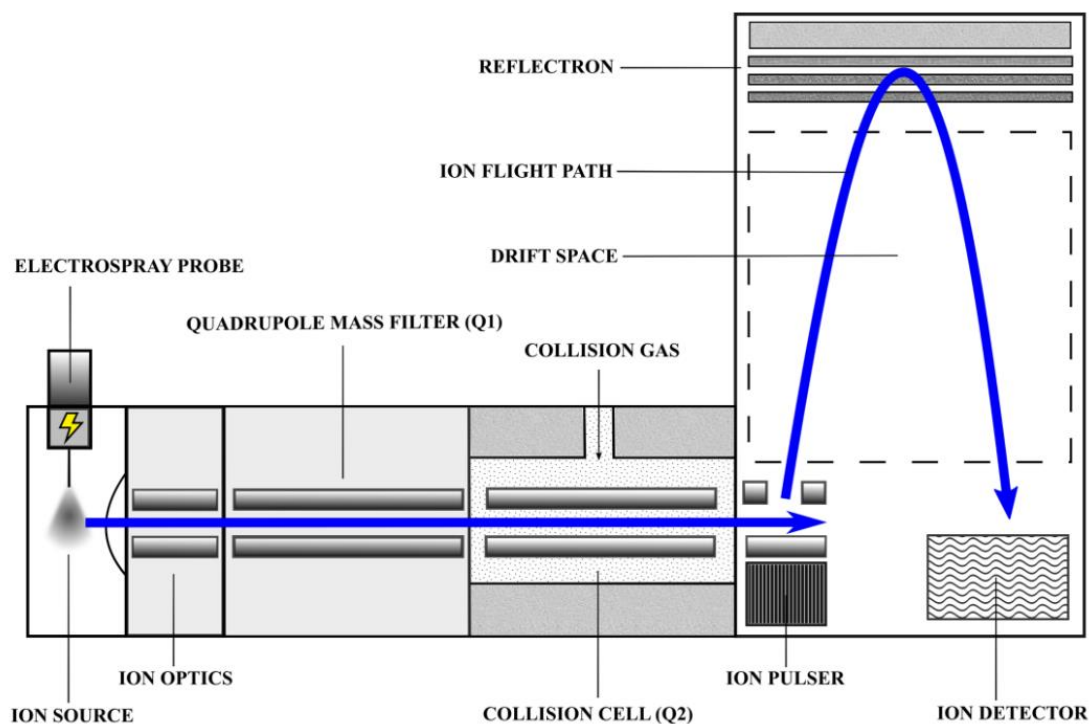 REFLECTRON
ION FLIGHT PATH
DRIFT SPACE
ELECTROSPRAY PROBE
QUADRUPOLE MASS FILTER (Q1)
COLLISION GAS
ION OPTICS
ION PULSER
ION SOURCE
COLLISION CELL (Q2)
ION DETECTOR